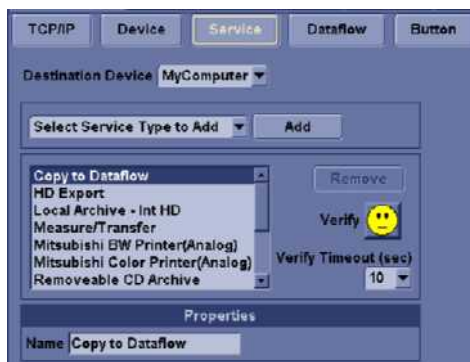 TCP/IP Device Service Dataflow Button
Destination Device MyComputer
Select Service Type to Add Add
Copy to Dataflow
HD Export
Local Archive - Int HD
Measure/Transfer
Mitsubishi BW Printer(Analog)
Mitsubishi Color Printer(Analog)
Removeable CD Archive
Remove
Verify
Verify Timeout (sec)
10
Properties
Name Copy to Dataflow